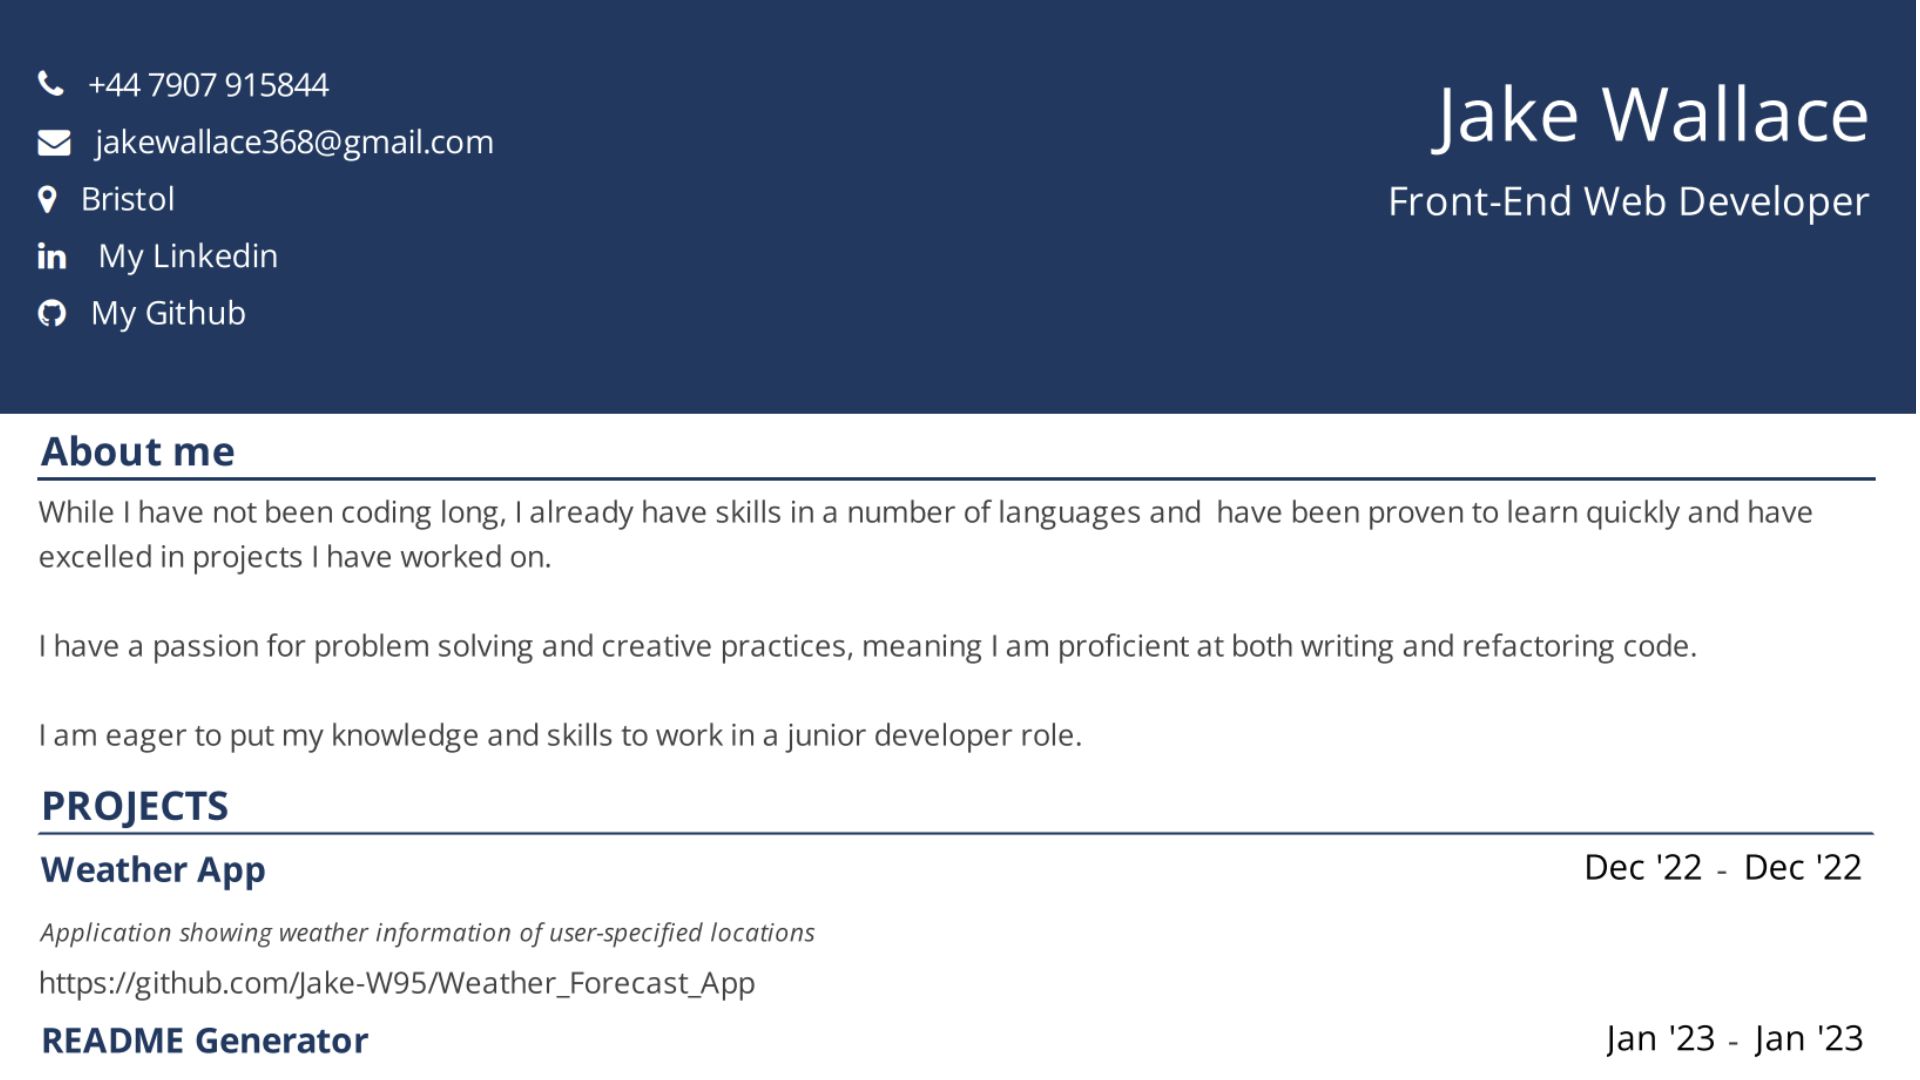 +44 7907 915844
jakewallace368@gmail.com
Bristol
My Linkedin
My Github
Jake Wallace
Front-End Web Developer
About me
While I have not been coding long, I already have skills in a number of languages and  have been proven to learn quickly and have
excelled in projects I have worked on.
I have a passion for problem solving and creative practices, meaning I am proficient at both writing and refactoring code.
I am eager to put my knowledge and skills to work in a junior developer role.
PROJECTS
Weather App Dec '22 - Dec '22
Application showing weather information of user-specified locations
https://github.com/Jake-W95/Weather_Forecast_App
README Generator Jan '23 - Jan '23